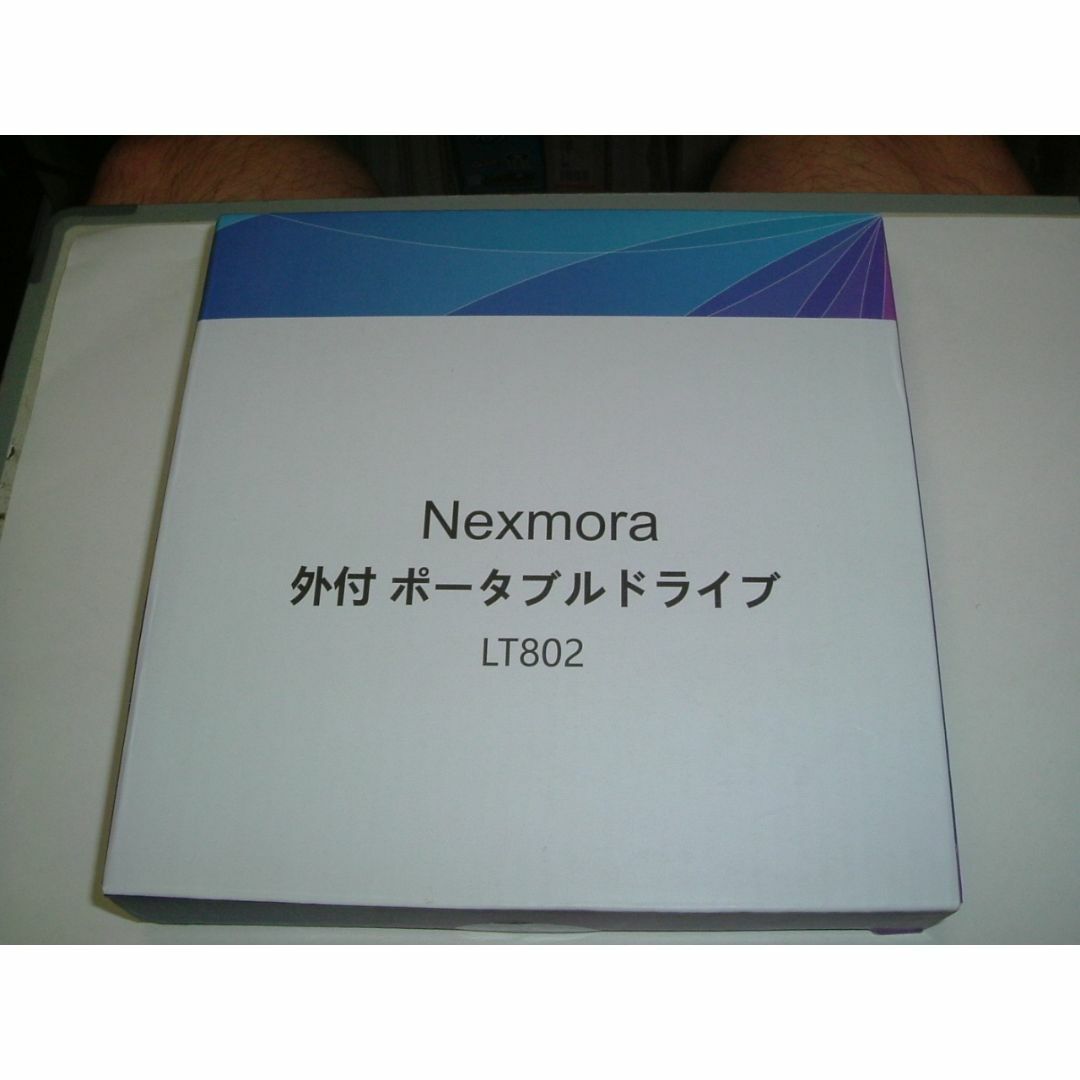 Nexmora
外付 ポータブルドライブ
LT802